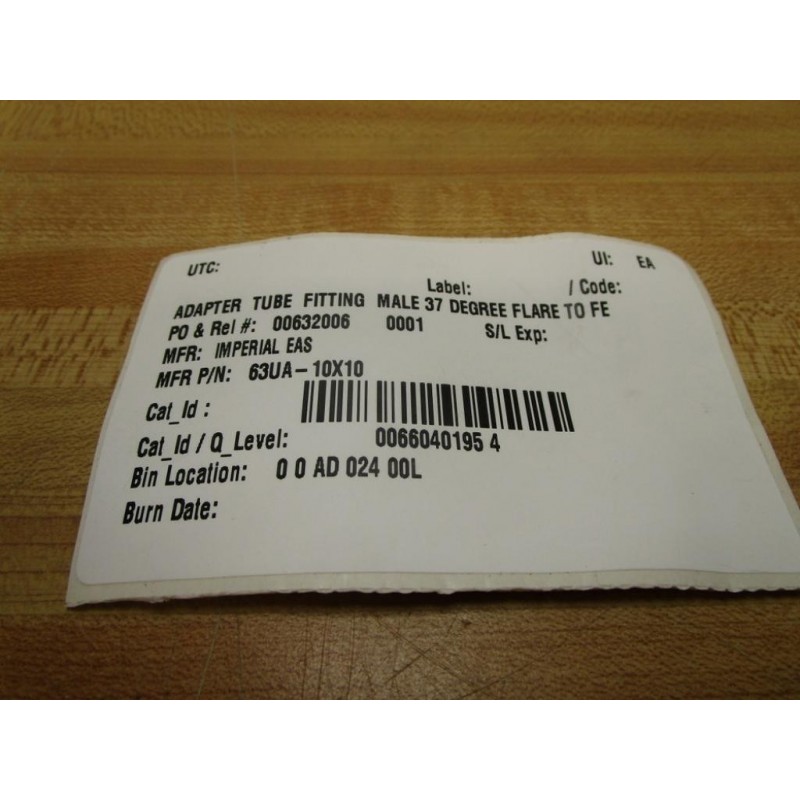 UTC: UI: EA
Label: / Code:
ADAPTER TUBE FITTING MALE 37 DEGREE FLARE TO FE
PO & Rel #: 00632006 0001 S/L Exp:
MFR: IMPERIAL EAS
MFR P/N: 63UA-10X10
Cat_Id :
Cat_Id / Q_Level: 0066040195 4
Bin Location: 0 0 AD 024 00L
Burn Date: